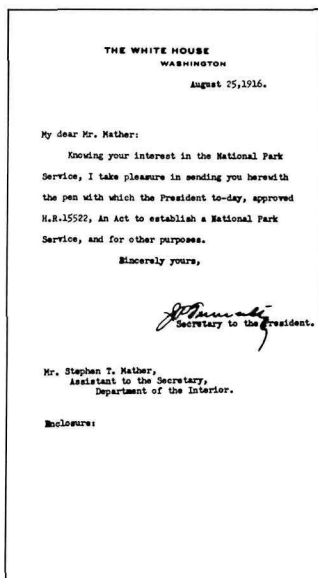 THE WHITE HOUSE
WASHINGTON
August 25,1916.
My dear Mr. Mather:
Knowing your interest in the National Park
Service, I take pleasure in sending you herewith
the pen with which the President to-day, approved
H.R.15522, An Act to establish a National Park
Service, and for other purposes.
Sincerely yours,
Secretary to the President.
Mr. Stephen T. Mather,
Assistant to the Secretary,
Department of the Interior.
Enclosure: